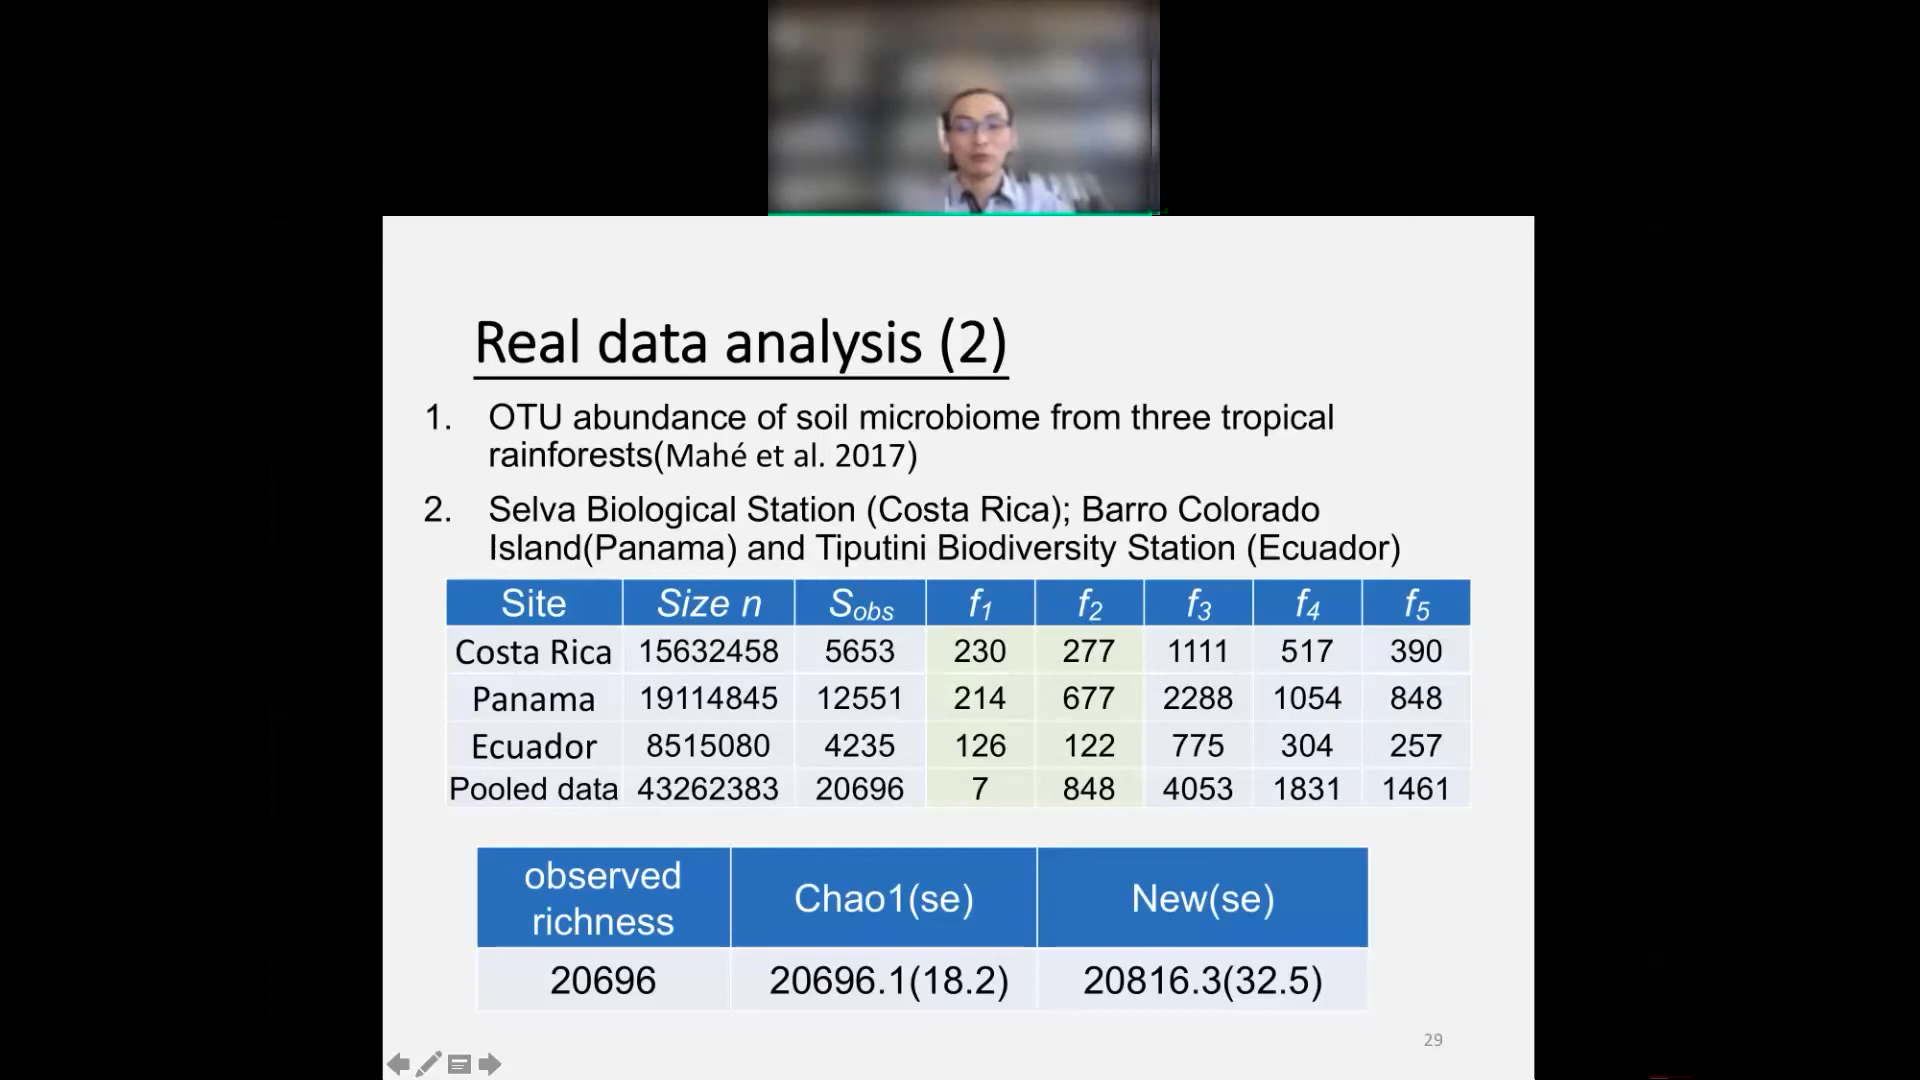 Real data analysis (2)
1. OTU abundance of soil microbiome from three tropical
rainforests(Mahé et al. 2017)
2. Selva Biological Station (Costa Rica); Barro Colorado
Island(Panama) and Tiputini Biodiversity Station (Ecuador)
Site Size n Sobs f1 f2 f3 f4 f5
Costa Rica 15632458 5653 230 277 1111 517 390
Panama 19114845 12551 214 677 2288 1054 848
Ecuador 8515080 4235 126 122 775 304 257
Pooled data 43262383 20696 7 848 4053 1831 1461
observed
richness Chao1(se) New(se)
20696 20696.1(18.2) 20816.3(32.5)
29